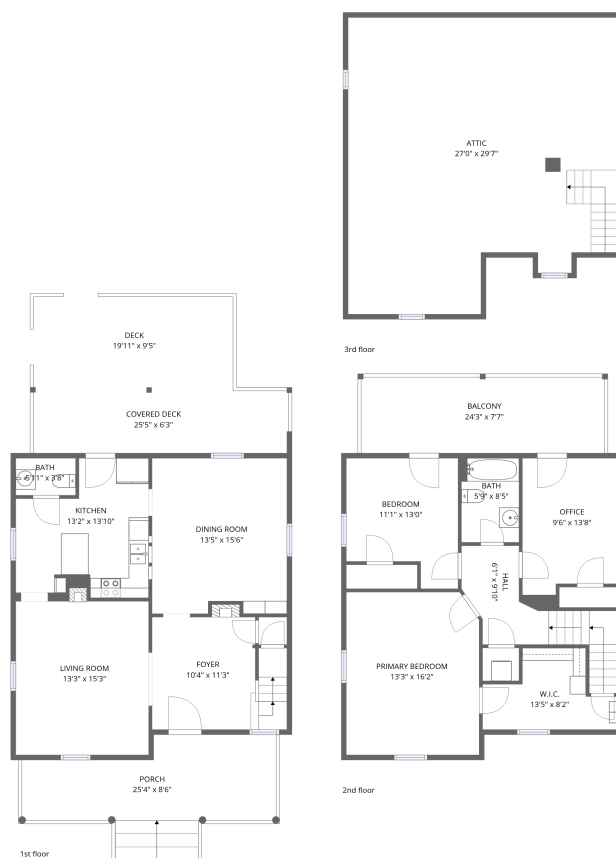 ATTIC
27'0" x 29'7"
3rd floor
DECK
19'11" x 9'5"
COVERED DECK
25'5" x 6'3"
BATH
5'11" x 3'8"
KITCHEN
13'2" x 13'10"
DINING ROOM
13'5" x 15'6"
LIVING ROOM
13'3" x 15'3"
FOYER
10'4" x 11'3"
PORCH
25'4" x 8'6"
1st floor
BALCONY
24'3" x 7'7"
BEDROOM
11'1" x 13'0"
BATH
5'9" x 8'5"
OFFICE
9'6" x 13'8"
HALL
6'1" x 9'10"
PRIMARY BEDROOM
13'3" x 16'2"
W.I.C.
13'5" x 8'2"
2nd floor